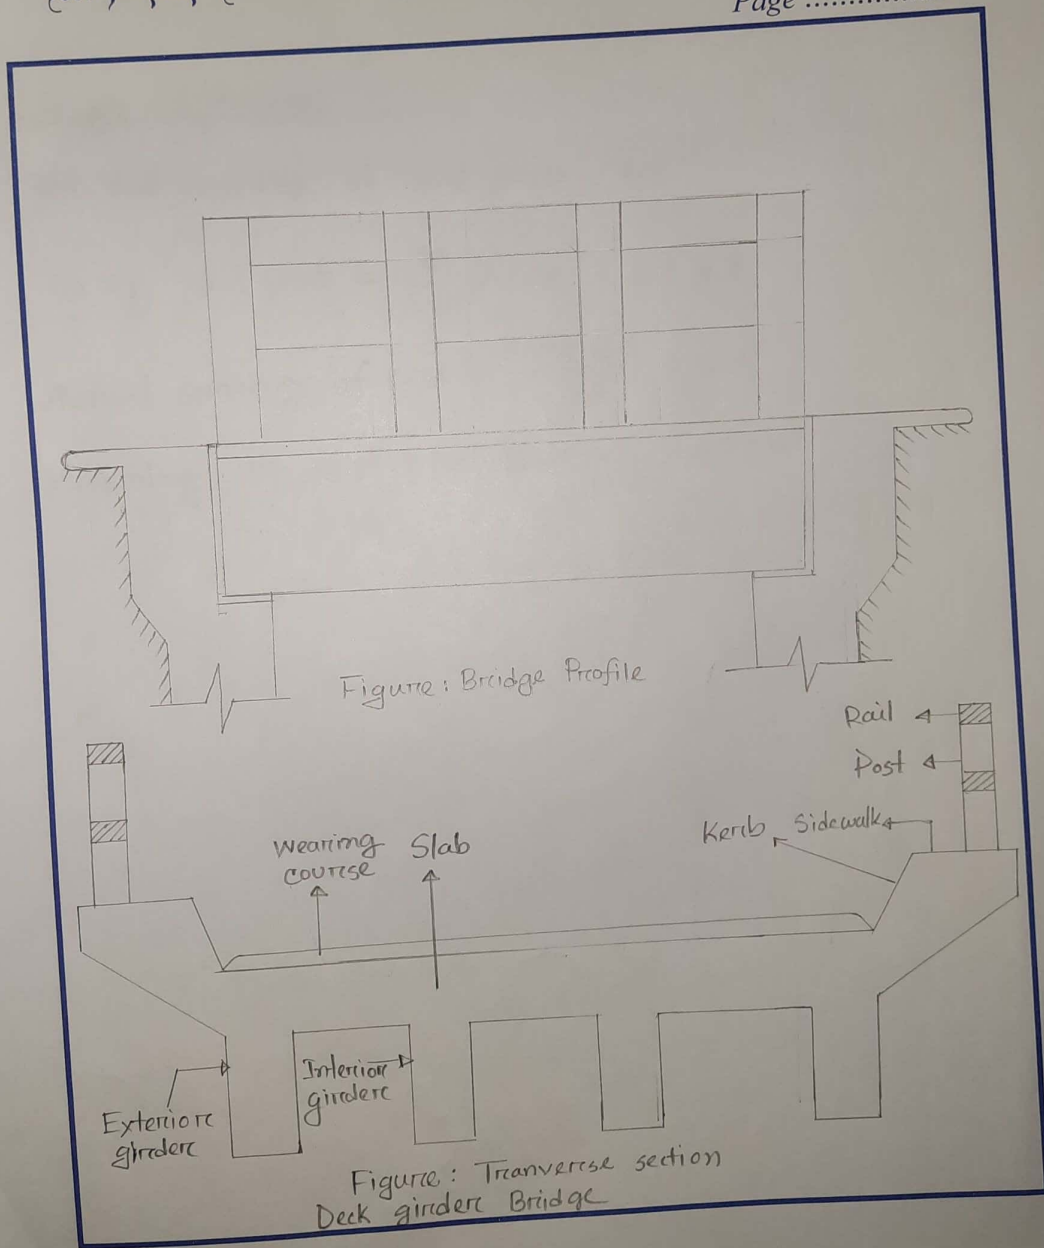 Page ..............
Figure: Bridge Profile
Rail
Post
Kerb Sidewalk
Wearing Slab
course
Interior
girder
Exterior
girder
Figure: Tranverse section
Deck girder Bridge